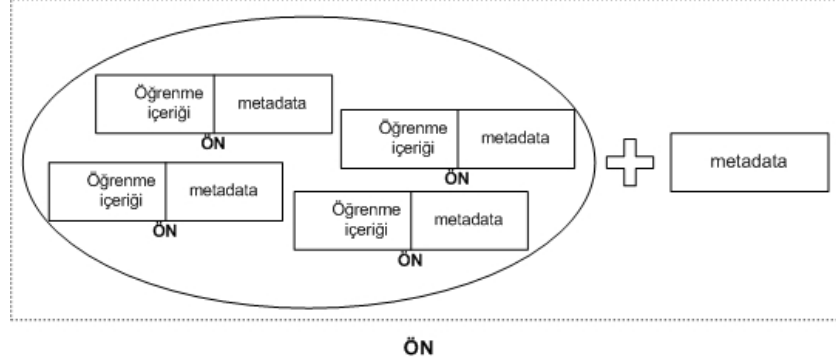 Öğrenme
içeriği
metadata
ÖN
Öğrenme
içeriği
metadata
ÖN
metadata
Öğrenme
içeriği
metadata
ÖN
Öğrenme
içeriği
metadata
ÖN
ÖN